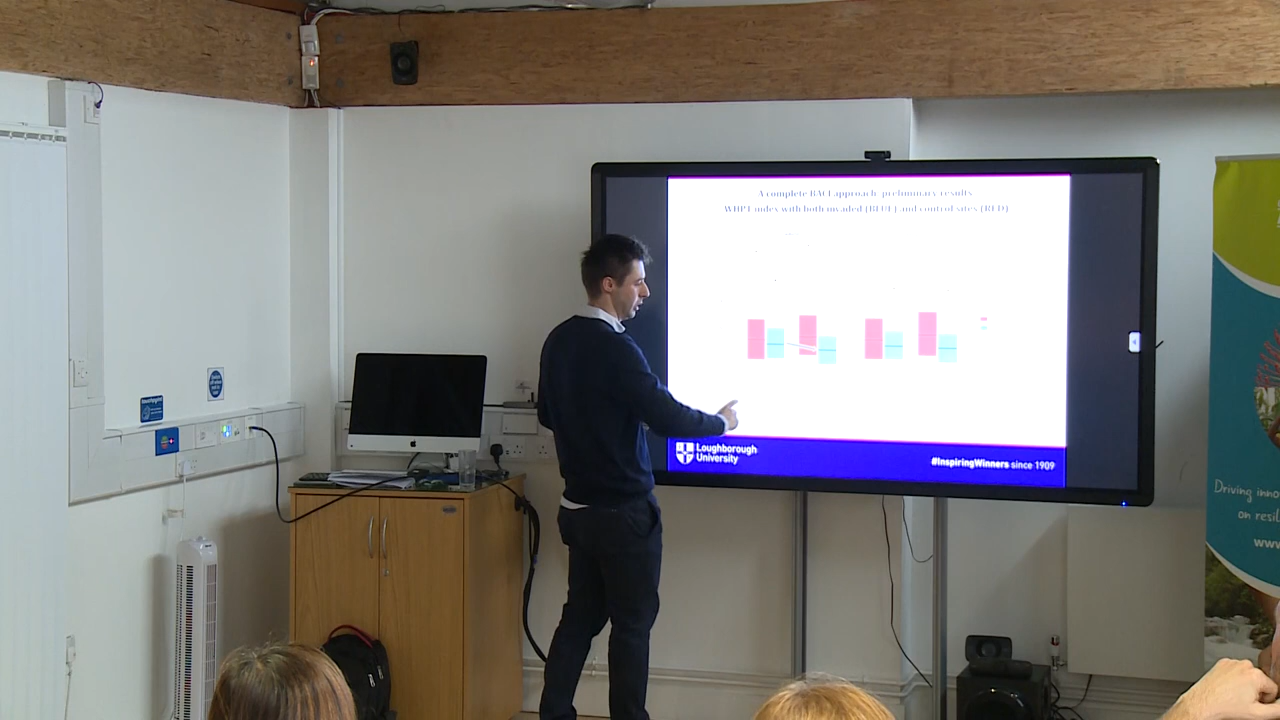 A complete BACI approach: preliminary results
WHPT index with both invaded (BLUE) and control sites (RED)
Loughborough
University
#InspiringWinners since 1909
Driving inno
on resil
www